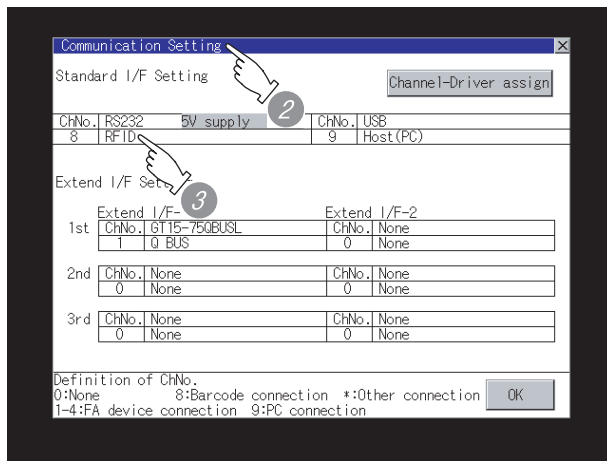 Communication Setting
Standard I/F Setting
Channel-Driver assign
ChNo. RS232 5V supply ChNo. USB
8 RFID 9 Host(PC)
2
Extend I/F
3
Extend I/F- Extend I/F-2
1st ChNo. GT15-75QBUSL ChNo. None
1 Q BUS 0 None
2nd ChNo. None ChNo. None
0 None 0 None
3rd ChNo. None ChNo. None
0 None 0 None
Definition of ChNo.
0:None 8:Barcode connection *:Other connection OK
1-4:FA device connection 9:PC connection